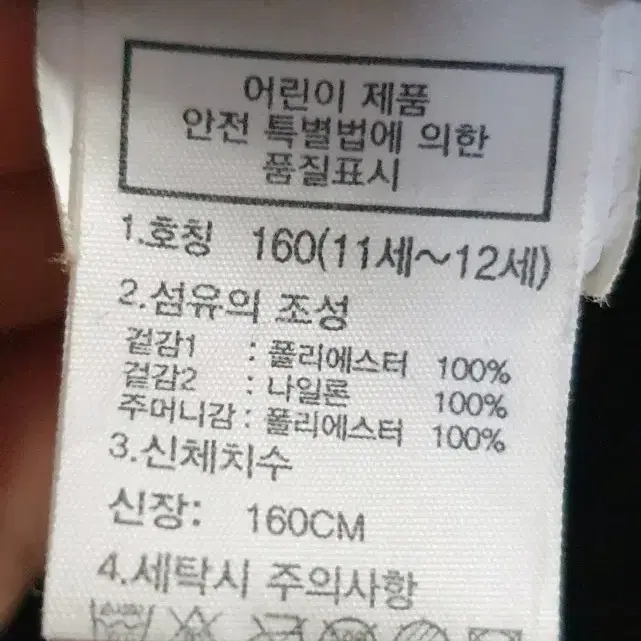 어린이 제품
안전 특별법에 의한
품질표시
1.호칭 160(11세~12세)
2.섬유의 조성
겉감1 : 폴리에스터 100%
겉감2 : 나일론 100%
주머니감 : 폴리에스터 100%
3.신체치수
신장: 160CM
4.세탁시 주의사항